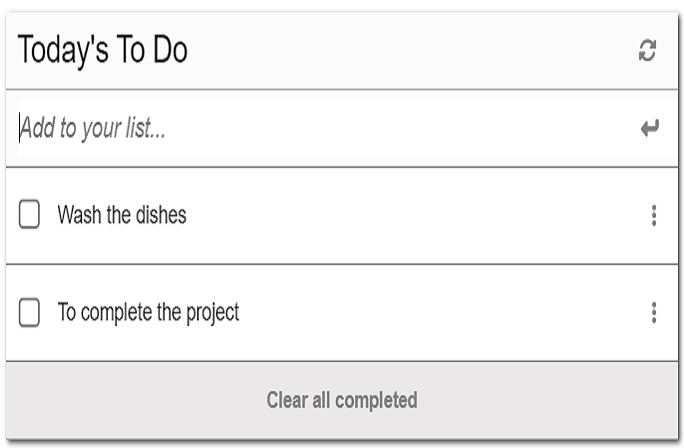 Today's To Do
Add to your list...
Wash the dishes
To complete the project
Clear all completed